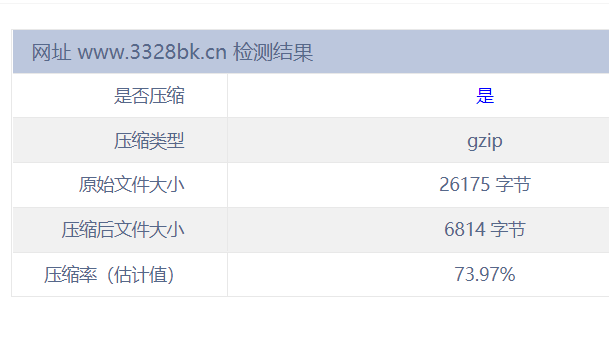 网址 www.3328bk.cn 检测结果
是否压缩 是
压缩类型 gzip
原始文件大小 26175 字节
压缩后文件大小 6814 字节
压缩率（估计值） 73.97%